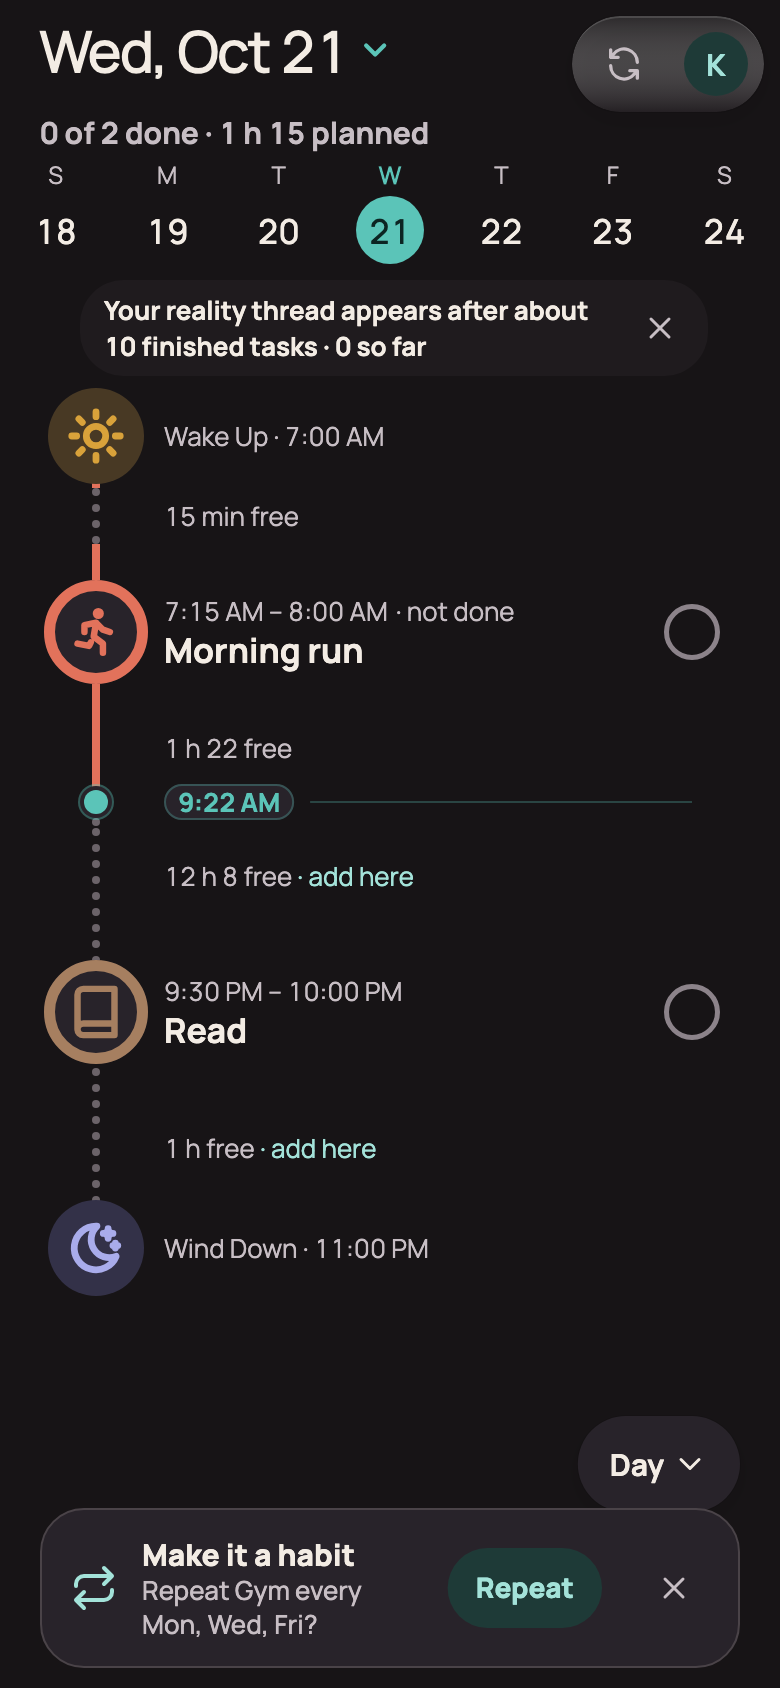 Wed, Oct 21
K
0 of 2 done · 1 h 15 planned
S M T W T F S
18 19 20 21 22 23 24
Your reality thread appears after about
10 finished tasks · 0 so far
Wake Up · 7:00 AM
15 min free
7:15 AM – 8:00 AM · not done
Morning run
1 h 22 free
9:22 AM
12 h 8 free · add here
9:30 PM – 10:00 PM
Read
1 h free · add here
Wind Down · 11:00 PM
Day
Make it a habit
Repeat Gym every
Mon, Wed, Fri?
Repeat